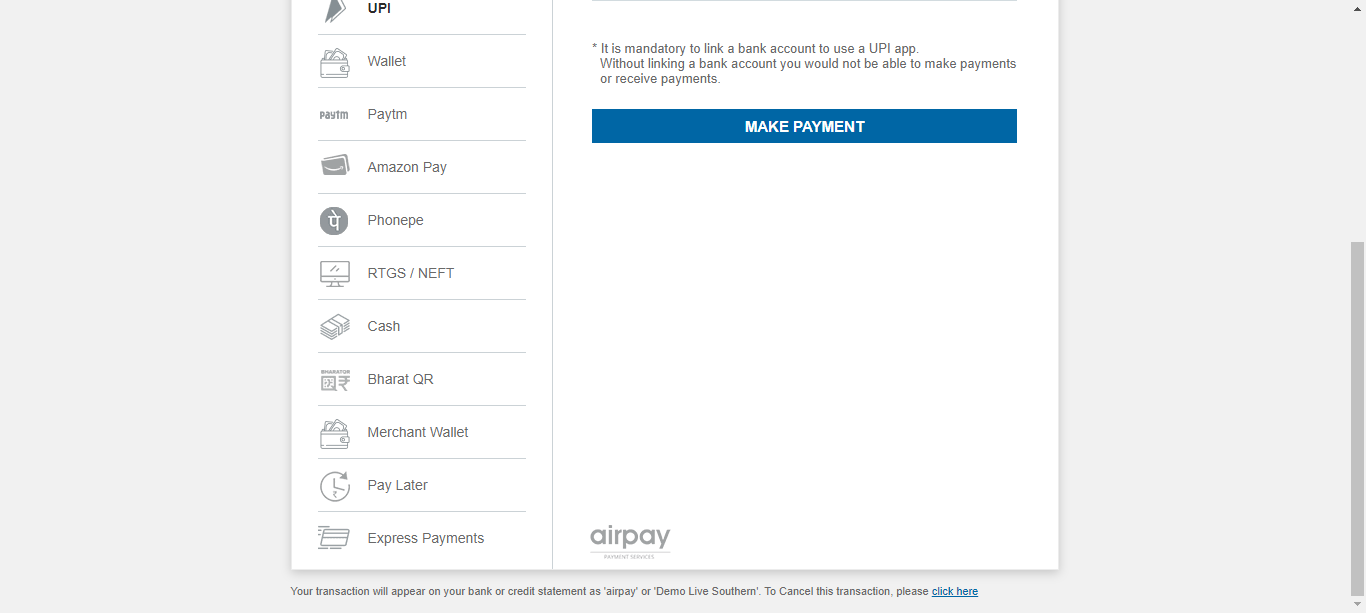 UPI
Wallet
Paytm
Paytm
Amazon Pay
Phonepe
RTGS / NEFT
Cash
BHARATQR
Bharat QR
Merchant Wallet
Pay Later
Express Payments
* It is mandatory to link a bank account to use a UPI app.
Without linking a bank account you would not be able to make payments
or receive payments.
MAKE PAYMENT
airpay
PAYMENT SERVICES
Your transaction will appear on your bank or credit statement as 'airpay' or 'Demo Live Southern'. To Cancel this transaction, please click here